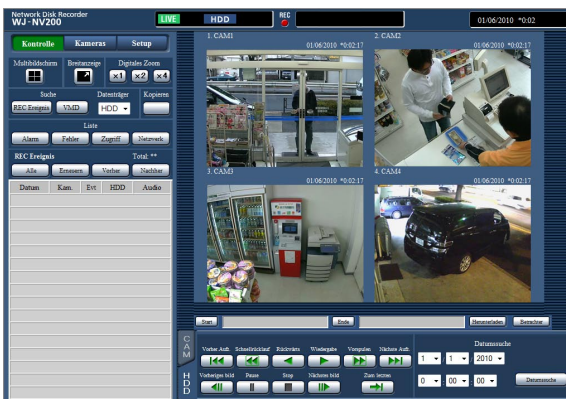 Network Disk Recorder
WJ-NV200
LIVE HDD REC 01/06/2010 *0:02
Kontrolle Kameras Setup
Multibildschirm Breitanzeige Digitales Zoom
x1 x2 x4
Suche Datenträger Kopieren
REC Ereignis VMD HDD
Liste
Alarm Fehler Zugriff Netzwerk
REC Ereignis Total: **
Alle Erneuern Vorher Nachher
Datum Kam. Evt HDD Audio
1. CAM1
01/06/2010 *0:02:17
2. CAM2
01/06/2010 *0:02:17
3. CAM3
01/06/2010 *0:02:17
4. CAM4
01/06/2010 *0:02:17
Start Ende Herunterladen Betrachter
CAM
HDD
Vorher Aufn. Schnellrücklauf Rückwärts Wiedergabe Vorspulen Nächste Aufn.
Vorheriges bild Pause Stop Nächstes bild Zum letzten
Datumssuche
1 1 2010
0 00 00 Datumssuche